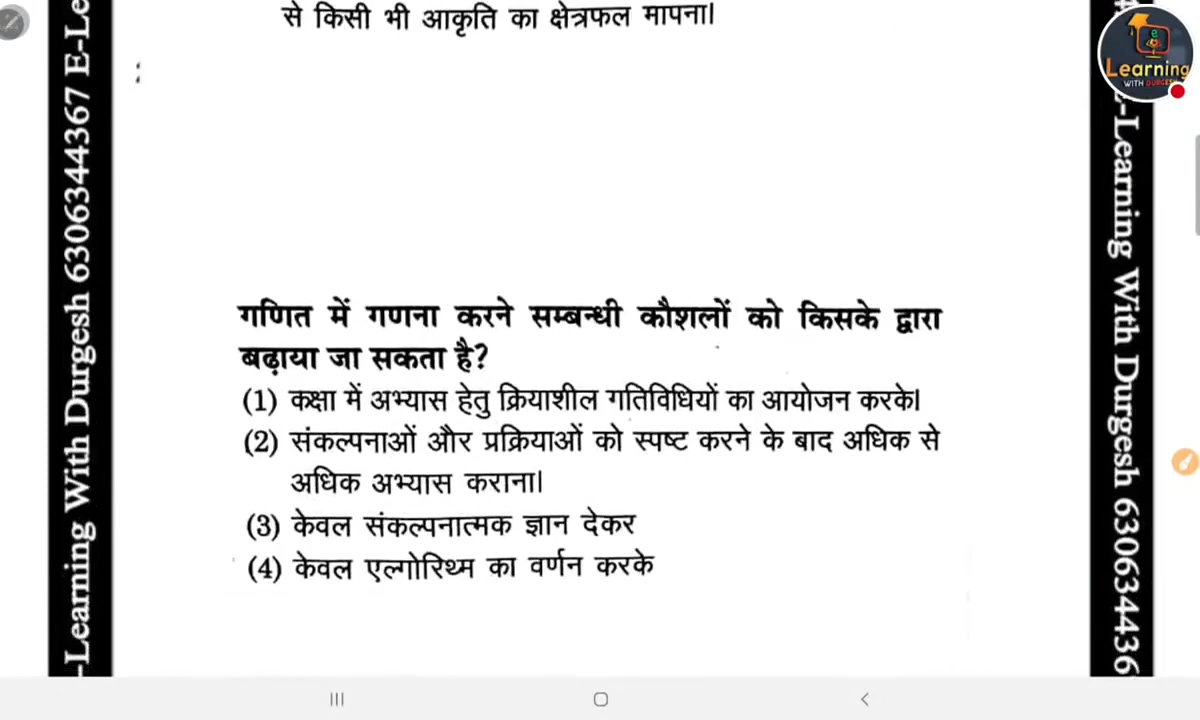 से किसी भी आकृति का क्षेत्रफल मापना।
e
Learning
WITH DURGESH
गणित में गणना करने सम्बन्धी कौशलों को किसके द्वारा
बढ़ाया जा सकता है?
(1) कक्षा में अभ्यास हेतु क्रियाशील गतिविधियों का आयोजन करके।
(2) संकल्पनाओं और प्रक्रियाओं को स्पष्ट करने के बाद अधिक से
अधिक अभ्यास कराना।
(3) केवल संकल्पनात्मक ज्ञान देकर
(4) केवल एल्गोरिथ्म का वर्णन करके
-Learning With Durgesh 6306344367 E-Le
E-Learning With Durgesh 630634436